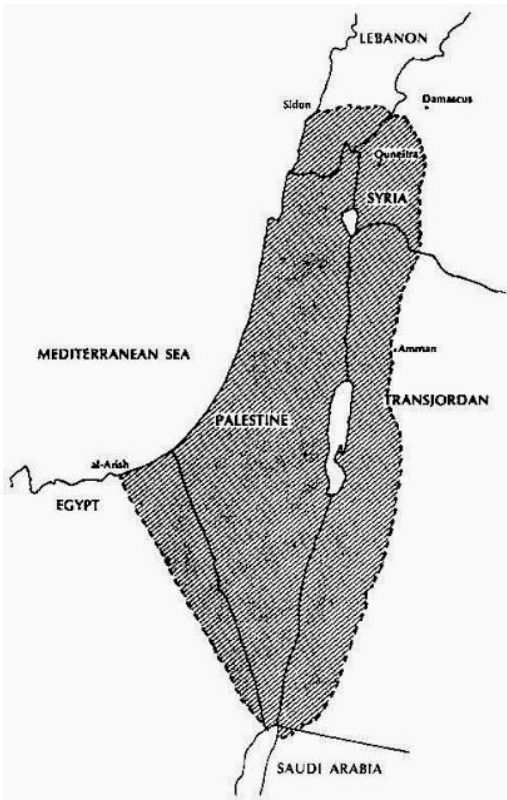 LEBANON
Sidon
Damascus
Quneitra
SYRIA
MEDITERRANEAN SEA
Amman
TRANSJORDAN
PALESTINE
al-Arish
EGYPT
SAUDI ARABIA